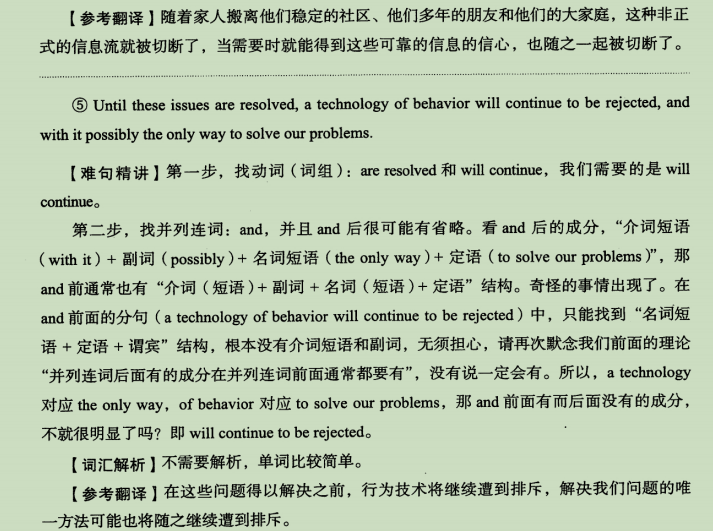 【参考翻译】随着家人搬离他们稳定的社区、他们多年的朋友和他们的大家庭，这种非正
式的信息流就被切断了，当需要时就能得到这些可靠的信息的信心，也随之一起被切断了。
⑤ Until these issues are resolved, a technology of behavior will continue to be rejected, and
with it possibly the only way to solve our problems.
【难句精讲】第一步，找动词（词组）：are resolved 和 will continue，我们需要的是 will
continue。
第二步，找并列连词：and，并且 and 后很可能有省略。看 and 后的成分，“介词短语
（with it）+ 副词（possibly）+ 名词短语（the only way）+ 定语（to solve our problems）”，那
and 前通常也有“介词（短语）+ 副词 + 名词（短语）+ 定语”结构。奇怪的事情出现了。在
and 前面的分句（a technology of behavior will continue to be rejected）中，只能找到“名词短
语 + 定语 + 谓宾”结构，根本没有介词短语和副词，无须担心，请再次默念我们前面的理论
“并列连词后面有的成分在并列连词前面通常都要有”，没有说一定会有。所以，a technology
对应 the only way，of behavior 对应 to solve our problems，那 and 前面有而后面没有的成分，
不就很明显了吗？即 will continue to be rejected。
【词汇解析】不需要解析，单词比较简单。
【参考翻译】在这些问题得以解决之前，行为技术将继续遭到排斥，解决我们问题的唯
一方法可能也将随之继续遭到排斥。